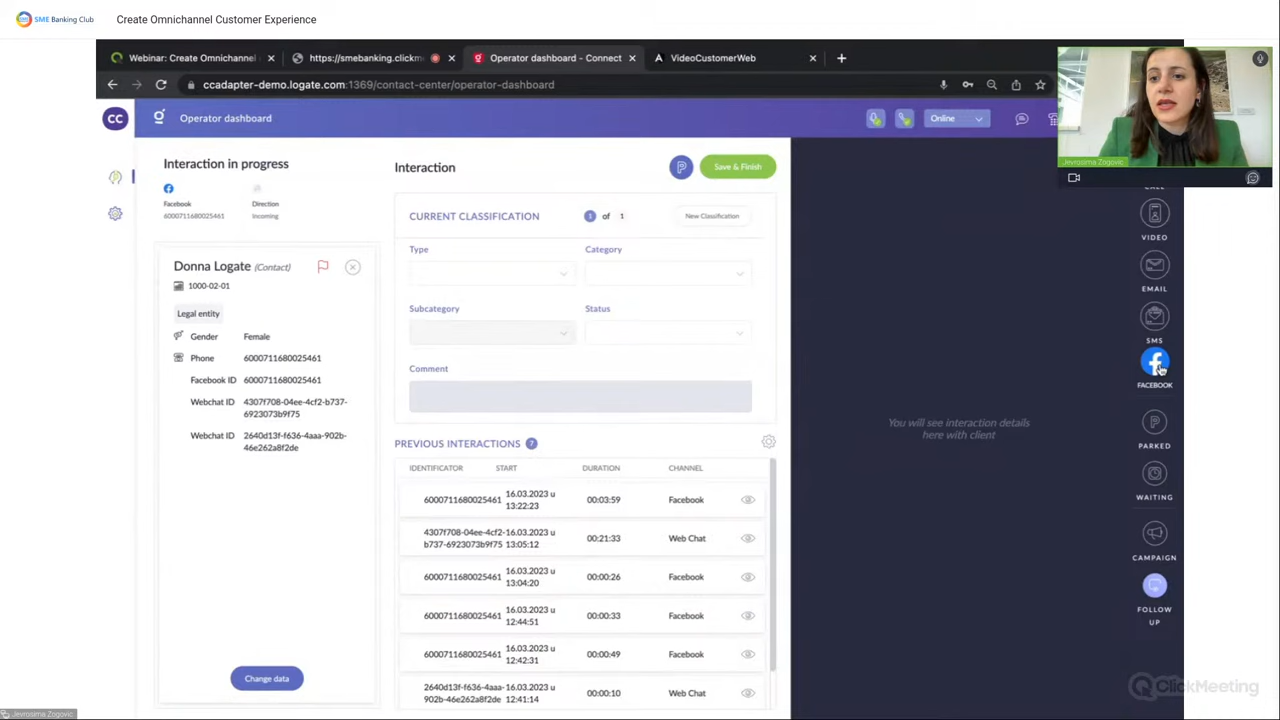 SME Banking Club
Create Omnichannel Customer Experience
Webinar: Create Omnichannel
https://smebanking.clickm
Operator dashboard - Connect
VideoCustomerWeb
ccadapter-demo.logate.com:1369/contact-center/operator-dashboard
CC
Operator dashboard
Online
Jevrosima Zogovic
Interaction in progress
Facebook
6000711680025461
Direction
Incoming
Donna Logate (Contact)
1000-02-01
Legal entity
Gender Female
Phone 6000711680025461
Facebook ID 6000711680025461
Webchat ID 4307f708-04ee-4cf2-b737-
6923073b9f75
Webchat ID 2640d13f-f636-4aaa-902b-
46e262a8f2de
Change data
Interaction
P
Save & Finish
CURRENT CLASSIFICATION
1 of 1
New Classification
Type
Category
Subcategory
Status
Comment
PREVIOUS INTERACTIONS ?
IDENTIFICATOR START DURATION CHANNEL
6000711680025461 16.03.2023 u
13:22:23
00:03:59 Facebook
4307f708-04ee-4cf2-
b737-6923073b9f75
16.03.2023 u
13:05:12
00:21:33 Web Chat
6000711680025461 16.03.2023 u
13:04:20
00:00:26 Facebook
6000711680025461 16.03.2023 u
12:44:51
00:00:33 Facebook
6000711680025461 16.03.2023 u
12:42:31
00:00:49 Facebook
2640d13f-f636-4aaa-
902b-46e262a8f2de
16.03.2023 u
12:41:14
00:00:10 Web Chat
You will see interaction details
here with client
VIDEO
EMAIL
SMS
FACEBOOK
P
PARKED
WAITING
CAMPAIGN
FOLLOW
UP
ClickMeeting
Jevrosima Zogovic